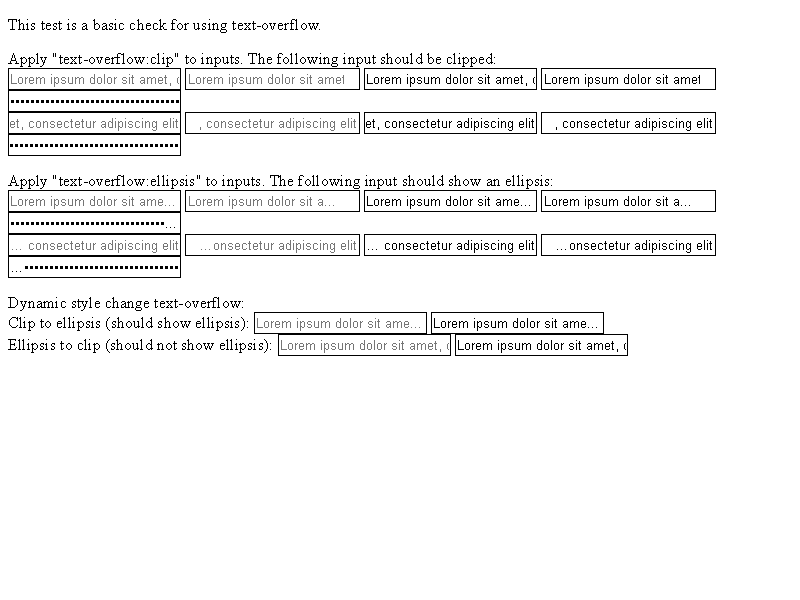 This test is a basic check for using text-overflow.
Apply "text-overflow:clip" to inputs. The following input should be clipped:
Lorem ipsum dolor sit amet, Lorem ipsum dolor sit amet Lorem ipsum dolor sit amet, Lorem ipsum dolor sit amet
••••••••••••••••••••••••••••••••••
et, consectetur adipiscing elit , consectetur adipiscing elit et, consectetur adipiscing elit , consectetur adipiscing elit
••••••••••••••••••••••••••••••••••
Apply "text-overflow:ellipsis" to inputs. The following input should show an ellipsis:
Lorem ipsum dolor sit ame... Lorem ipsum dolor sit a... Lorem ipsum dolor sit ame... Lorem ipsum dolor sit a...
•••••••••••••••••••••••••••••••...
... consectetur adipiscing elit ...onsectetur adipiscing elit ... consectetur adipiscing elit ...onsectetur adipiscing elit
...•••••••••••••••••••••••••••••••
Dynamic style change text-overflow:
Clip to ellipsis (should show ellipsis): Lorem ipsum dolor sit ame... Lorem ipsum dolor sit ame...
Ellipsis to clip (should not show ellipsis): Lorem ipsum dolor sit amet, Lorem ipsum dolor sit amet,